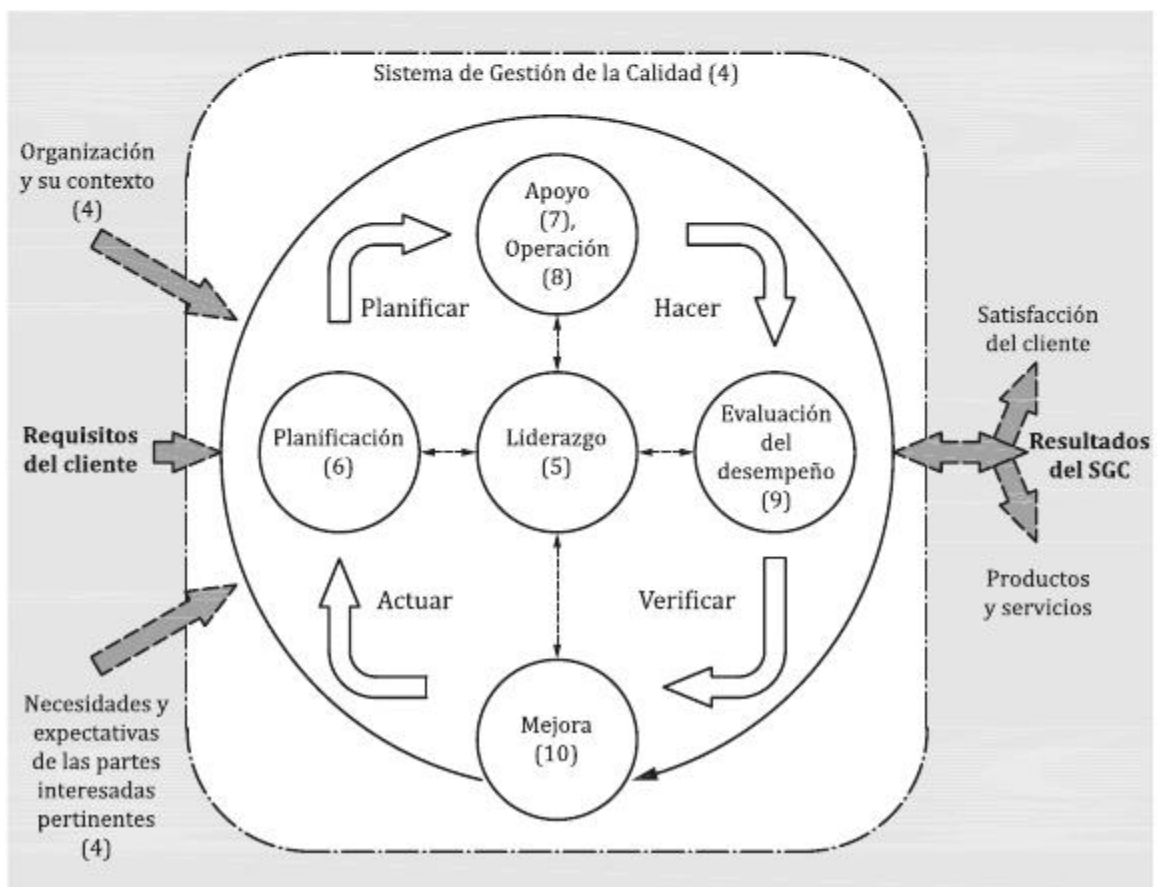 Sistema de Gestión de la Calidad (4)
Organización
y su contexto
(4)
Apoyo
(7),
Operación
(8)
Planificar
Hacer
Satisfacción
del cliente
Requisitos
del cliente
Planificación
(6)
Liderazgo
(5)
Evaluación
del
desempeño
(9)
Resultados
del SGC
Actuar
Verificar
Productos
y servicios
Necesidades y
expectativas
de las partes
interesadas
pertinentes
(4)
Mejora
(10)